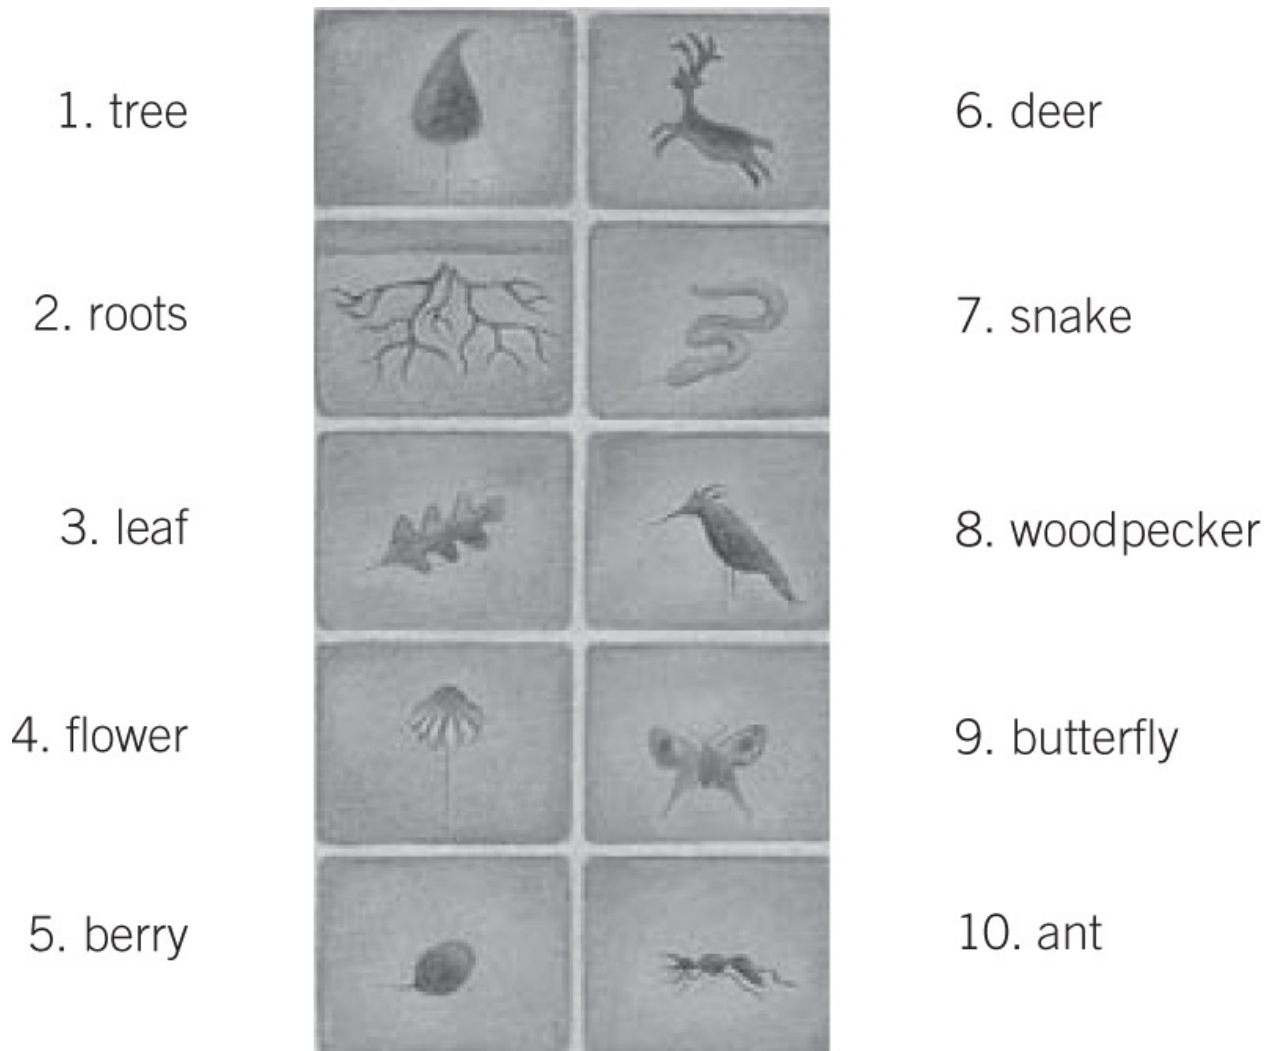 1. tree
2. roots
3. leaf
4. flower
5. berry
6. deer
7. snake
8. woodpecker
9. butterfly
10. ant